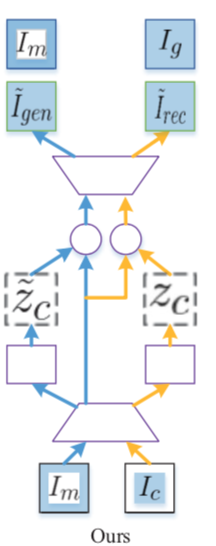 I_m I_g
Ĩ_gen Ĩ_rec
z̃_c z_c
I_m I_c
Ours